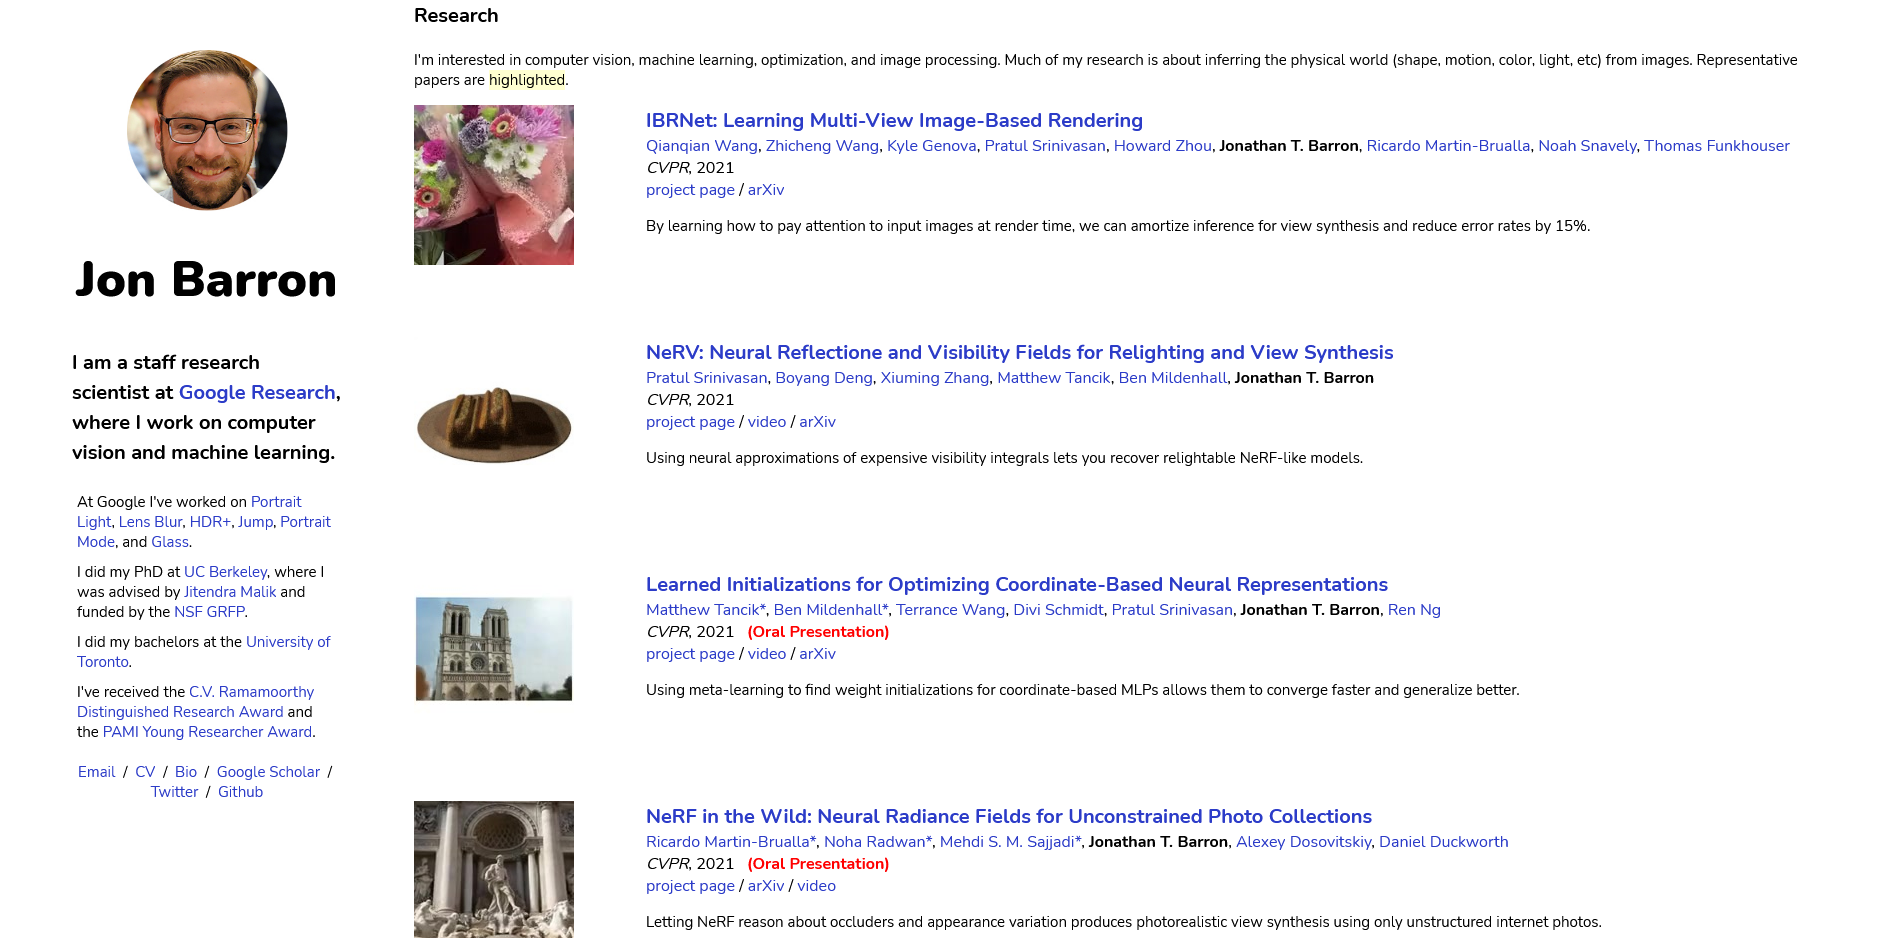 Jon Barron
I am a staff research
scientist at Google Research,
where I work on computer
vision and machine learning.
At Google I've worked on Portrait
Light, Lens Blur, HDR+, Jump, Portrait
Mode, and Glass.
I did my PhD at UC Berkeley, where I
was advised by Jitendra Malik and
funded by the NSF GRFP.
I did my bachelors at the University of
Toronto.
I've received the C.V. Ramamoorthy
Distinguished Research Award and
the PAMI Young Researcher Award.
Email / CV / Bio / Google Scholar /
Twitter / Github
Research
I'm interested in computer vision, machine learning, optimization, and image processing. Much of my research is about inferring the physical world (shape, motion, color, light, etc) from images. Representative
papers are highlighted.
IBRNet: Learning Multi-View Image-Based Rendering
Qianqian Wang, Zhicheng Wang, Kyle Genova, Pratul Srinivasan, Howard Zhou, Jonathan T. Barron, Ricardo Martin-Brualla, Noah Snavely, Thomas Funkhouser
CVPR, 2021
project page / arXiv
By learning how to pay attention to input images at render time, we can amortize inference for view synthesis and reduce error rates by 15%.
NeRV: Neural Reflectione and Visibility Fields for Relighting and View Synthesis
Pratul Srinivasan, Boyang Deng, Xiuming Zhang, Matthew Tancik, Ben Mildenhall, Jonathan T. Barron
CVPR, 2021
project page / video / arXiv
Using neural approximations of expensive visibility integrals lets you recover relightable NeRF-like models.
Learned Initializations for Optimizing Coordinate-Based Neural Representations
Matthew Tancik*, Ben Mildenhall*, Terrance Wang, Divi Schmidt, Pratul Srinivasan, Jonathan T. Barron, Ren Ng
CVPR, 2021 (Oral Presentation)
project page / video / arXiv
Using meta-learning to find weight initializations for coordinate-based MLPs allows them to converge faster and generalize better.
NeRF in the Wild: Neural Radiance Fields for Unconstrained Photo Collections
Ricardo Martin-Brualla*, Noha Radwan*, Mehdi S. M. Sajjadi*, Jonathan T. Barron, Alexey Dosovitskiy, Daniel Duckworth
CVPR, 2021 (Oral Presentation)
project page / arXiv / video
Letting NeRF reason about occluders and appearance variation produces photorealistic view synthesis using only unstructured internet photos.